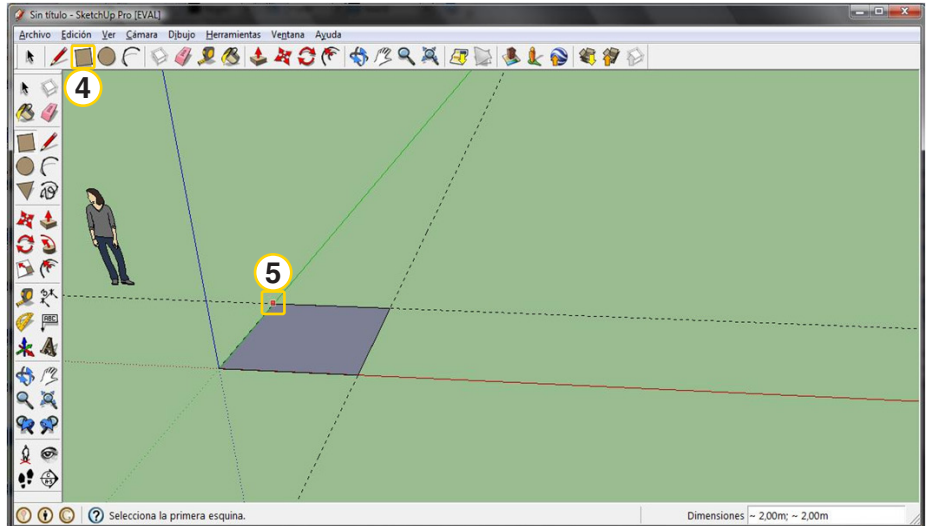 Sin título - SketchUp Pro [EVAL]
Archivo Edición Ver Cámara Dibujo Herramientas Ventana Ayuda
4
5
ABC
Selecciona la primera esquina.
Dimensiones ~ 2,00m; ~ 2,00m